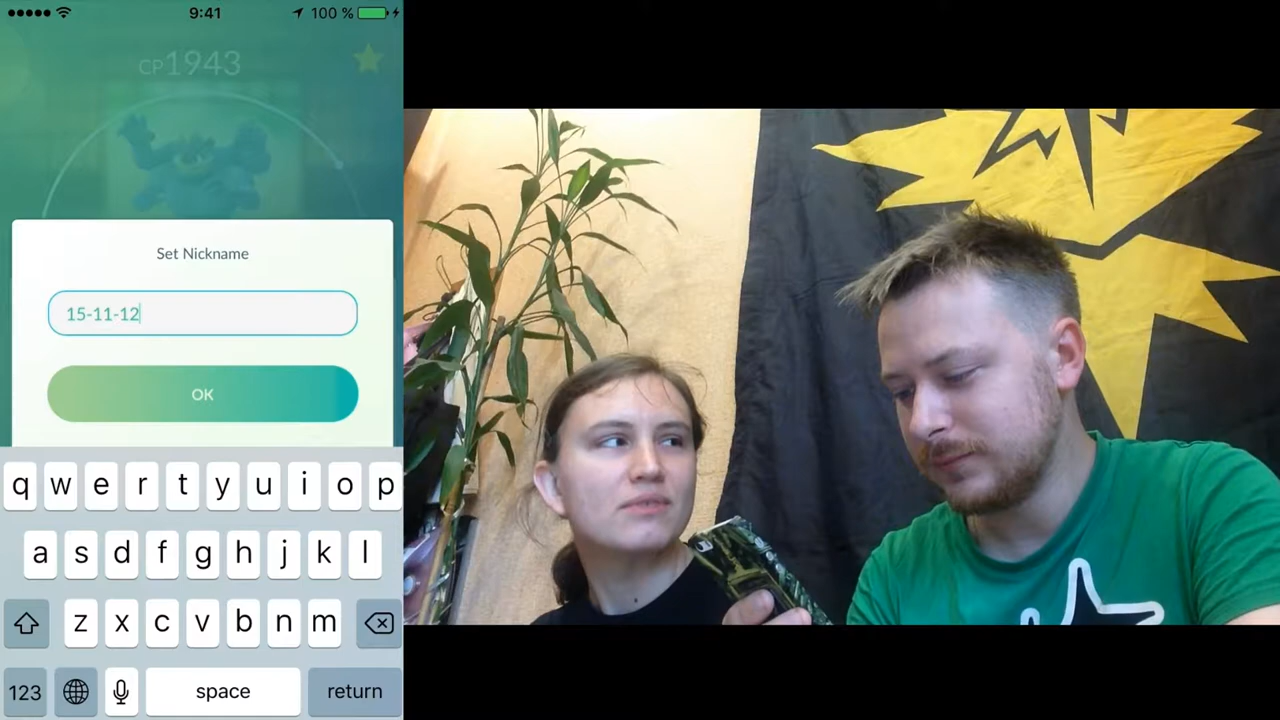 9:41
100 %
CP1943
Set Nickname
15-11-12
OK
q w e r t y u i o p
a s d f g h j k l
z x c v b n m
123 space return